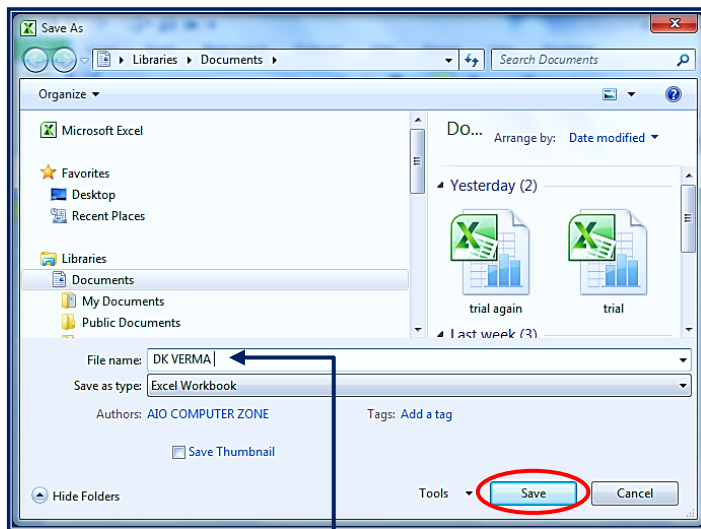 Save As
Libraries ▸ Documents ▸
Search Documents
Organize
Microsoft Excel
Favorites
Desktop
Recent Places
Libraries
Documents
My Documents
Public Documents
Do...
Arrange by: Date modified
Yesterday (2)
trial again
trial
Last week (3)
File name: DK VERMA
Save as type: Excel Workbook
Authors: AIO COMPUTER ZONE Tags: Add a tag
Save Thumbnail
Hide Folders
Tools Save Cancel